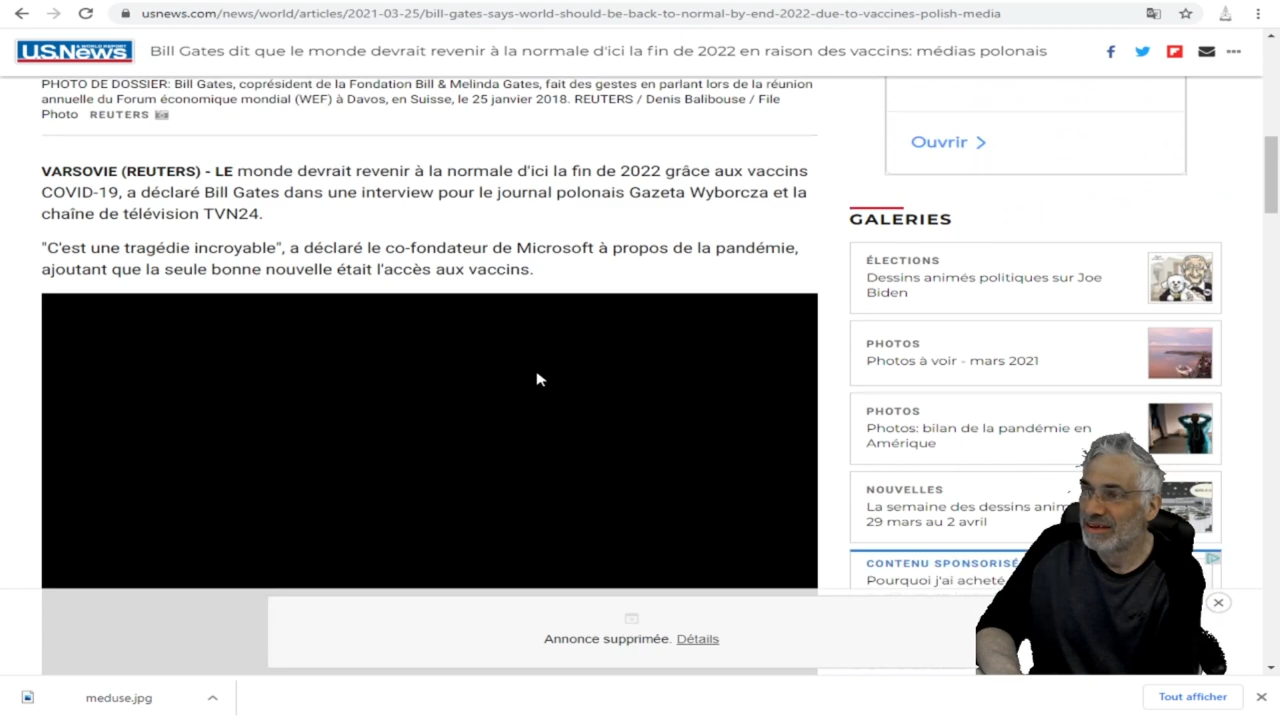 usnews.com/news/world/articles/2021-03-25/bill-gates-says-world-should-be-back-to-normal-by-end-2022-due-to-vaccines-polish-media
U.S.News
Bill Gates dit que le monde devrait revenir à la normale d'ici la fin de 2022 en raison des vaccins: médias polonais
PHOTO DE DOSSIER: Bill Gates, coprésident de la Fondation Bill & Melinda Gates, fait des gestes en parlant lors de la réunion
annuelle du Forum économique mondial (WEF) à Davos, en Suisse, le 25 janvier 2018. REUTERS / Denis Balibouse / File
Photo REUTERS
VARSOVIE (REUTERS) - LE monde devrait revenir à la normale d'ici la fin de 2022 grâce aux vaccins
COVID-19, a déclaré Bill Gates dans une interview pour le journal polonais Gazeta Wyborcza et la
chaîne de télévision TVN24.
"C'est une tragédie incroyable", a déclaré le co-fondateur de Microsoft à propos de la pandémie,
ajoutant que la seule bonne nouvelle était l'accès aux vaccins.
Ouvrir
GALERIES
ÉLECTIONS
Dessins animés politiques sur Joe
Biden
PHOTOS
Photos à voir - mars 2021
PHOTOS
Photos: bilan de la pandémie en
Amérique
NOUVELLES
La semaine des dessins anim
29 mars au 2 avril
CONTENU SPONSORISÉ
Pourquoi j'ai acheté
Annonce supprimée. Détails
meduse.jpg
Tout afficher